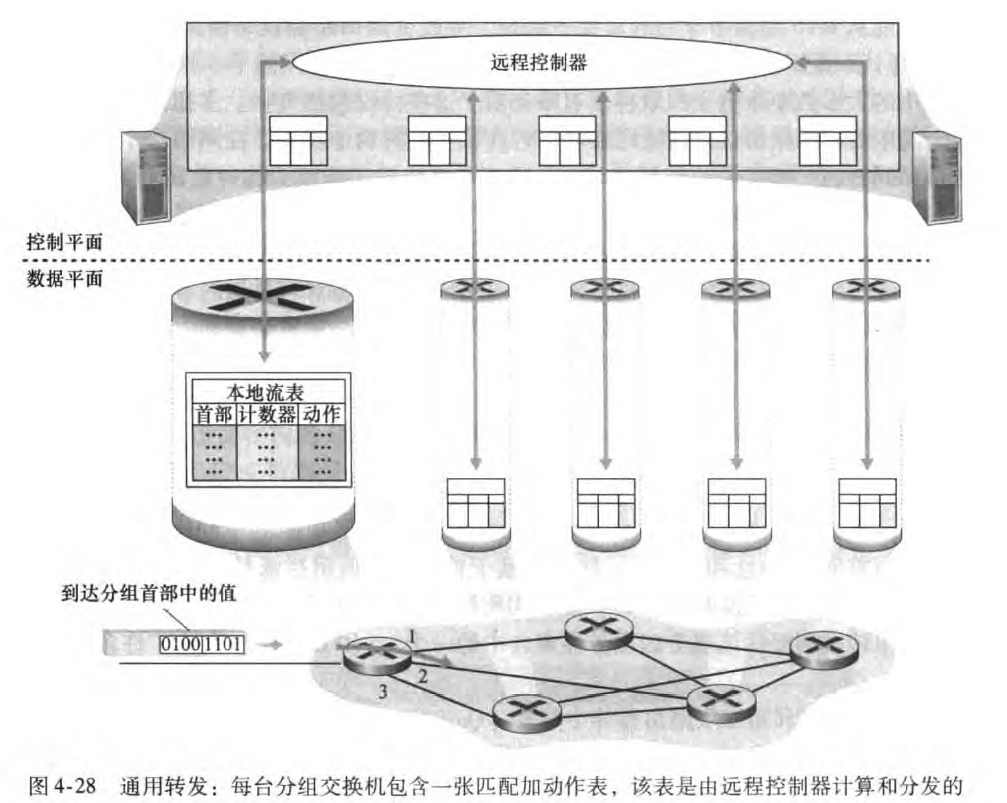 远程控制器
控制平面
数据平面
本地流表
首部 计数器 动作
到达分组首部中的值
01001101
1
2
3
图 4-28 通用转发：每台分组交换机包含一张匹配加动作表，该表是由远程控制器计算和分发的